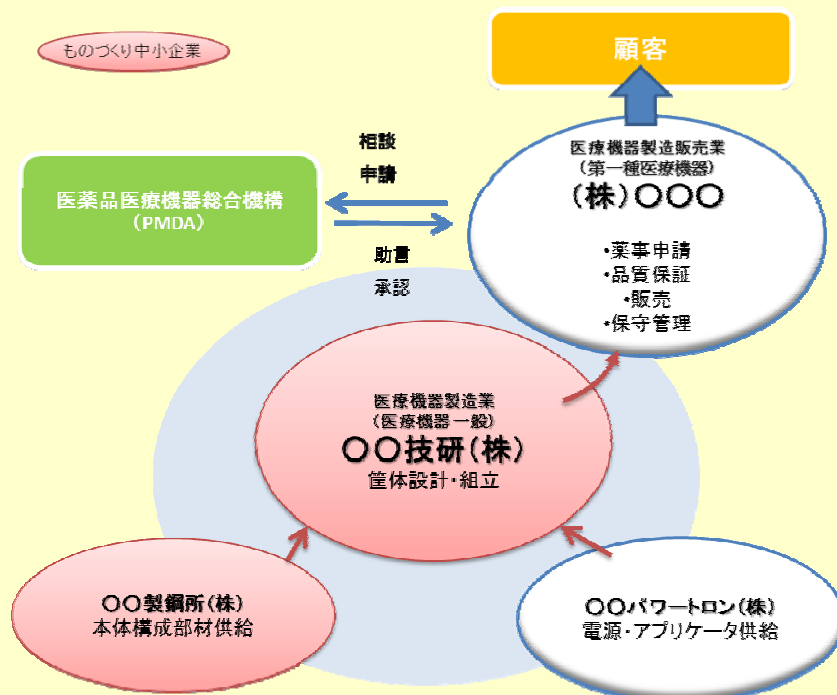 ものづくり中小企業
顧客
相談
申請
医薬品医療機器総合機構
(PMDA)
助言
承認
医療機器製造販売業
(第一種医療機器)
(株)〇〇〇
•薬事申請
•品質保証
•販売
•保守管理
医療機器製造業
(医療機器一般)
〇〇技研(株)
筐体設計・組立
〇〇製鋼所(株)
本体構成部材供給
〇〇パワートロン(株)
電源・アプリケータ供給